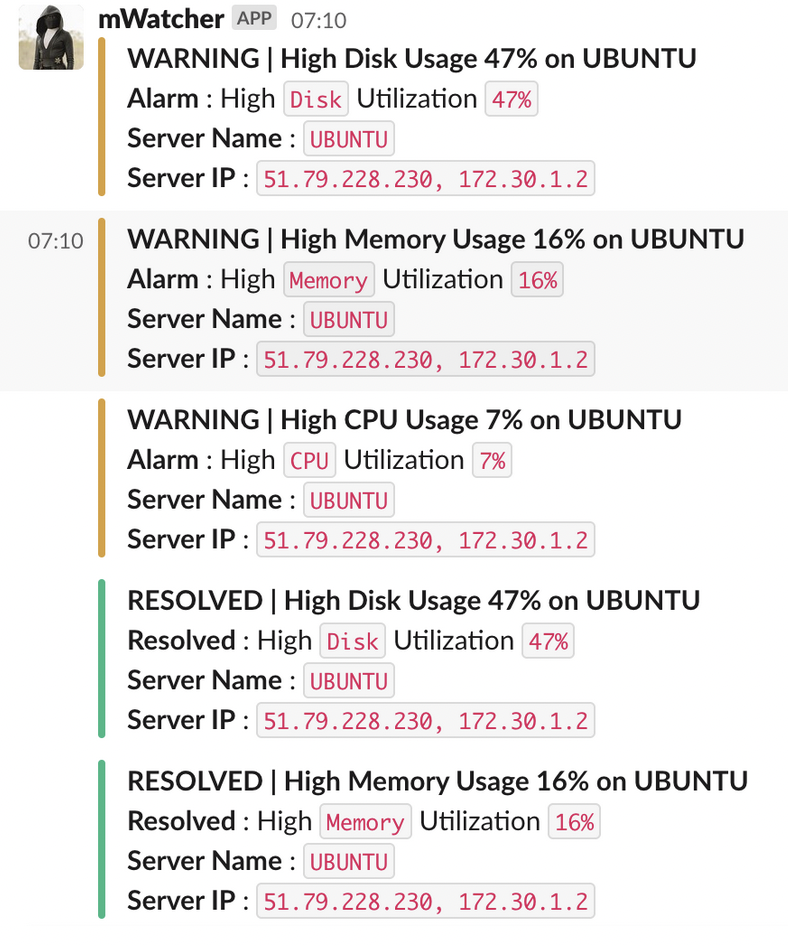 mWatcher APP 07:10
WARNING | High Disk Usage 47% on UBUNTU
Alarm : High Disk Utilization 47%
Server Name : UBUNTU
Server IP : 51.79.228.230, 172.30.1.2
07:10 WARNING | High Memory Usage 16% on UBUNTU
Alarm : High Memory Utilization 16%
Server Name : UBUNTU
Server IP : 51.79.228.230, 172.30.1.2
WARNING | High CPU Usage 7% on UBUNTU
Alarm : High CPU Utilization 7%
Server Name : UBUNTU
Server IP : 51.79.228.230, 172.30.1.2
RESOLVED | High Disk Usage 47% on UBUNTU
Resolved : High Disk Utilization 47%
Server Name : UBUNTU
Server IP : 51.79.228.230, 172.30.1.2
RESOLVED | High Memory Usage 16% on UBUNTU
Resolved : High Memory Utilization 16%
Server Name : UBUNTU
Server IP : 51.79.228.230, 172.30.1.2